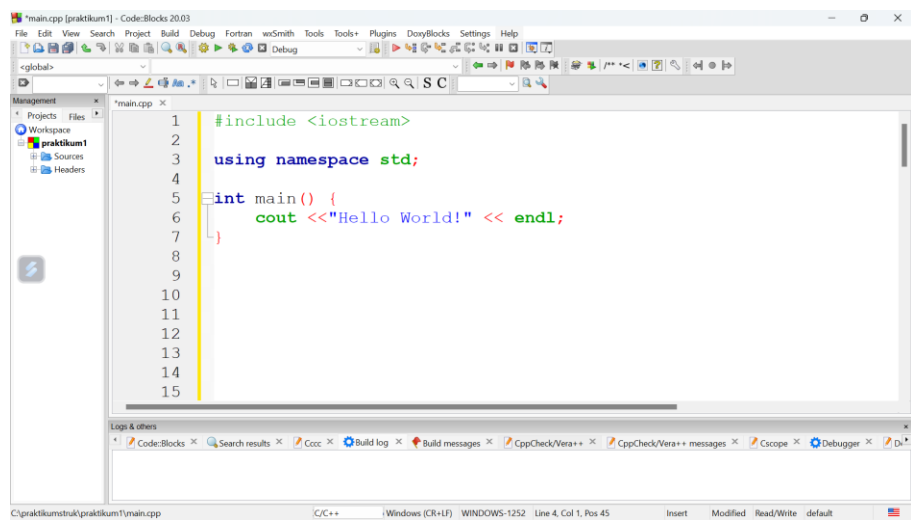 *main.cpp [praktikum1] - Code::Blocks 20.03
File Edit View Search Project Build Debug Fortran wxSmith Tools Tools+ Plugins DoxyBlocks Settings Help
Debug
<global>
/** *<
.*
S C
Management
*main.cpp
Projects Files
Workspace
praktikum1
Sources
Headers
1 #include <iostream>
2
3 using namespace std;
4
5 int main() {
6 cout <<"Hello World!" << endl;
7 }
8
9
10
11
12
13
14
15
Logs & others
Code::Blocks Search results Cccc Build log Build messages CppCheck/Vera++ CppCheck/Vera++ messages Cscope Debugger
C:\praktikumstruk\praktikum1\main.cpp C/C++ Windows (CR+LF) WINDOWS-1252 Line 4, Col 1, Pos 45 Insert Modified Read/Write default